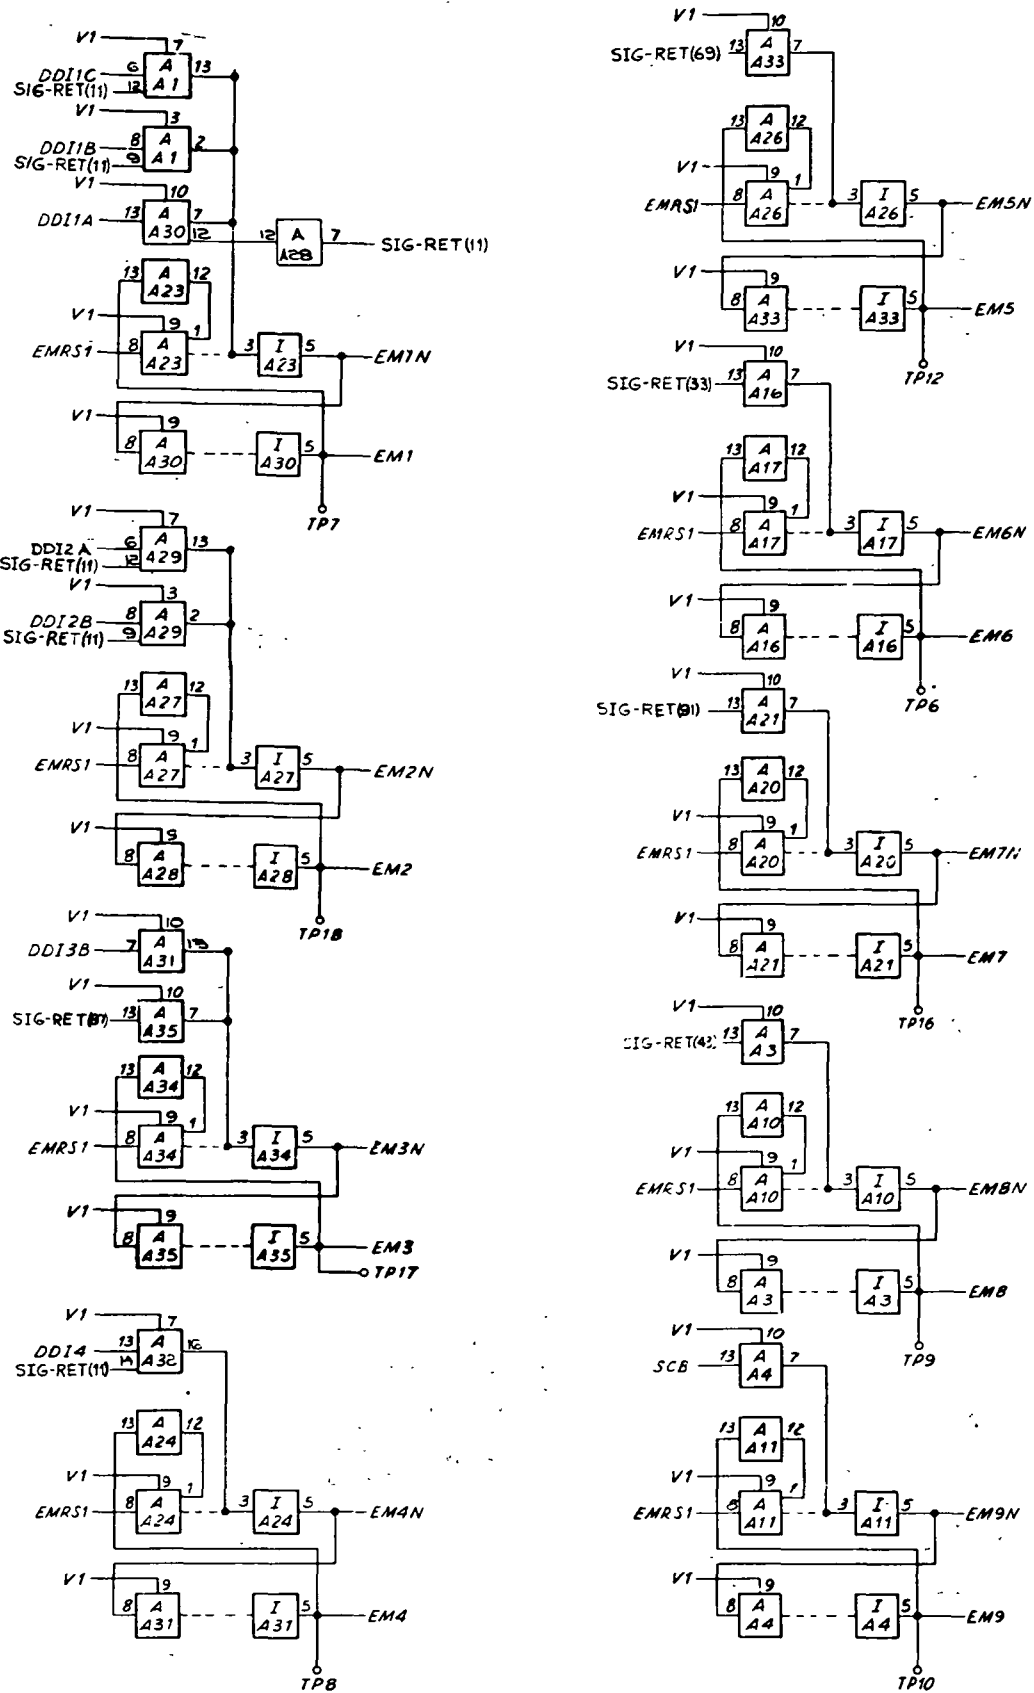 V1 7
DDI1C 6 A 13
SIG-RET(11) 12 A1
V1 3
DDI1B 8 A 2
SIG-RET(11) 9 A1
V1 10
DDI1A 13 A 7
A30 12 12 A 7 SIG-RET(11)
A28
13 A 12
A23
V1 9 1
EMRS1 8 A 3 I 5 EM1N
A23 A23
V1 9
8 A I 5 EM1
A30 A30
TP7
V1 7
DDI2A 6 A 13
SIG-RET(11) 12 A29
V1 3
DDI2B 8 A 2
SIG-RET(11) 9 A29
13 A 12
A27
V1 9 1
EMRS1 8 A 3 I 5 EM2N
A27 A27
V1 9
8 A I 5 EM2
A28 A28
TP18
V1 10
DDI3B 7 A 13
A31
V1 10
SIG-RET 13 A 7
A35
13 A 12
A34
V1 9 1
EMRS1 8 A 3 I 5 EM3N
A34 A34
V1 9
8 A I 5 EM3
A35 A35
TP17
V1 7
DDI4 13 A 16
SIG-RET(11) A32
13 A 12
A24
V1 9 1
EMRS1 8 A 3 I 5 EM4N
A24 A24
V1 9
8 A I 5 EM4
A31 A31
TP8
V1 10
SIG-RET(69) 13 A 7
A33
13 A 12
A26
V1 9 1
EMRS1 8 A 3 I 5 EM5N
A26 A26
V1 9
8 A I 5 EM5
A33 A33
TP12
V1 10
SIG-RET(33) 13 A 7
A16
13 A 12
A17
V1 9 1
EMRS1 8 A 3 I 5 EM6N
A17 A17
V1 9
8 A I 5 EM6
A16 A16
TP6
V1 10
SIG-RET 13 A 7
A21
13 A 12
A20
V1 9 1
EMRS1 8 A 3 I 5 EM7N
A20 A20
V1 9
8 A I 5 EM7
A21 A21
TP16
V1 10
SIG-RET(43) 13 A 7
A3
13 A 12
A10
V1 9 1
EMRS1 8 A 3 I 5 EM8N
A10 A10
V1 9
8 A I 5 EM8
A3 A3
TP9
V1 10
SCB 13 A 7
A4
13 A 12
A11
V1 9 1
EMRS1 8 A 3 I 5 EM9N
A11 A11
V1 9
8 A I 5 EM9
A4 A4
TP10